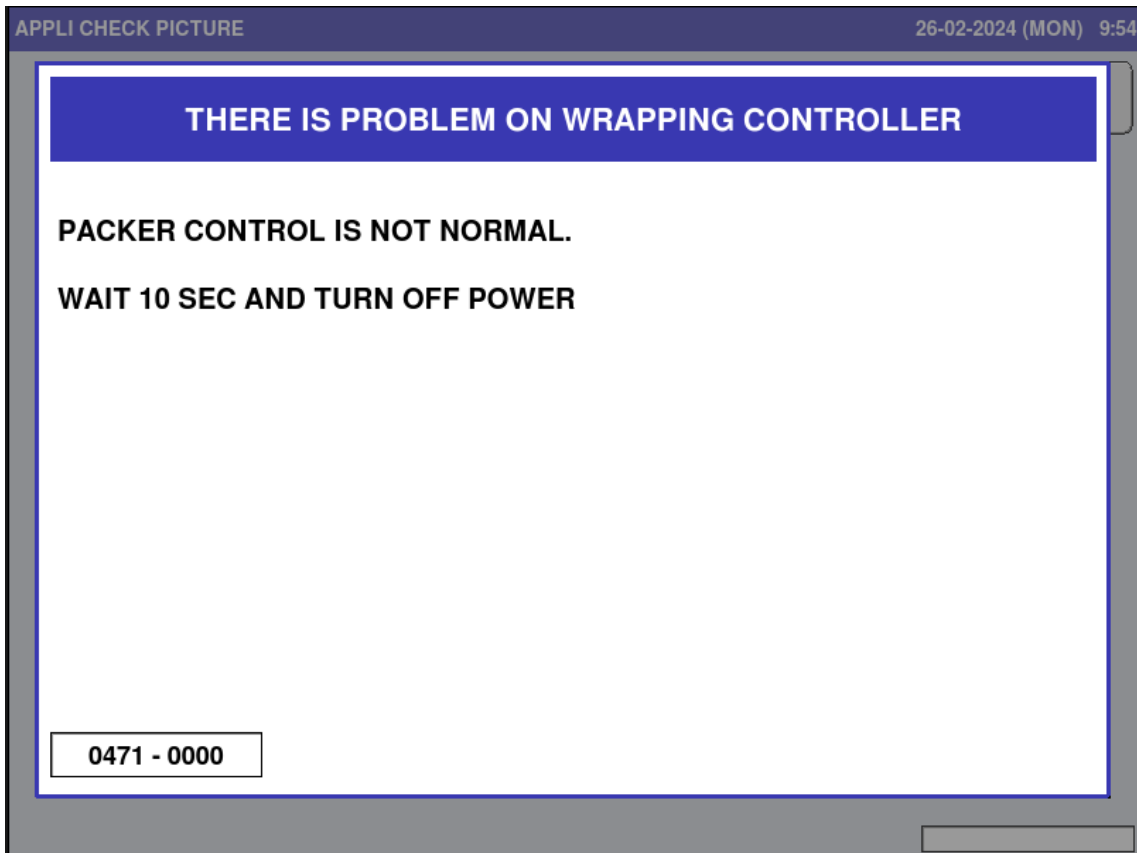 APPLI CHECK PICTURE 26-02-2024 (MON) 9:54
THERE IS PROBLEM ON WRAPPING CONTROLLER
PACKER CONTROL IS NOT NORMAL.
WAIT 10 SEC AND TURN OFF POWER
0471 - 0000